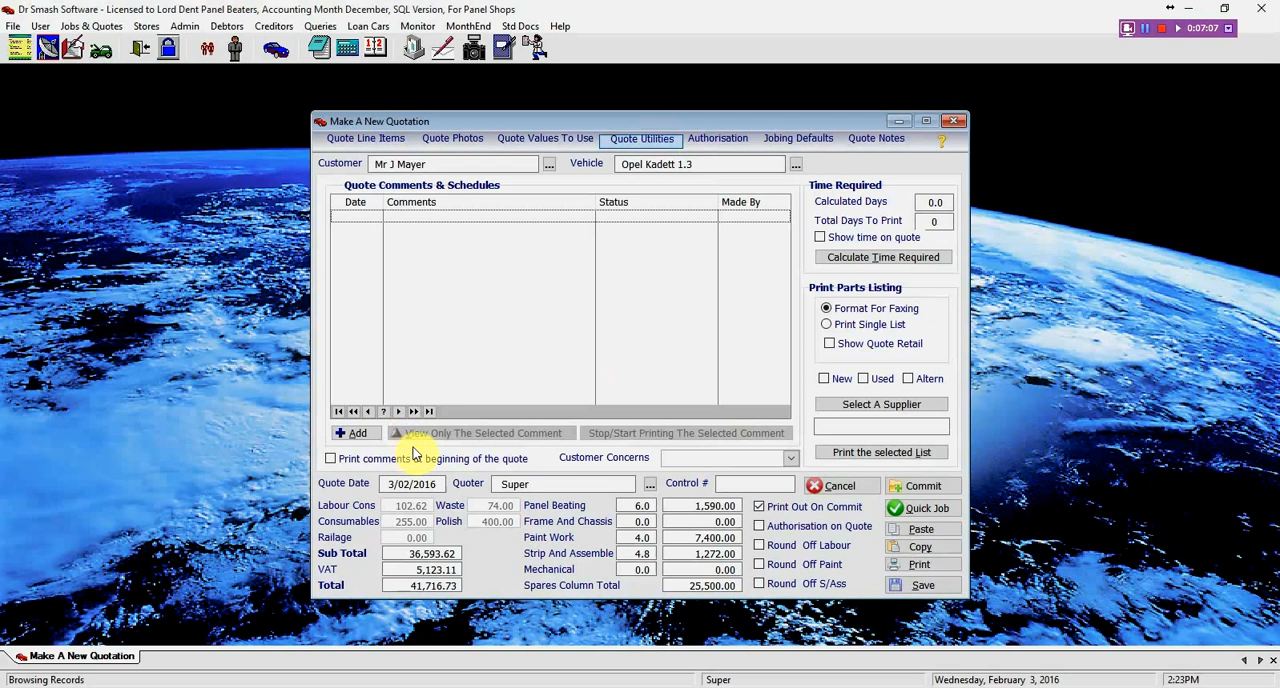 Dr Smash Software - Licensed to Lord Dent Panel Beaters, Accounting Month December, SQL Version, For Panel Shops
File User Jobs & Quotes Stores Admin Debtors Creditors Queries Loan Cars Monitor MonthEnd Std Docs Help
0:07:07
Make A New Quotation
Quote Line Items Quote Photos Quote Values To Use Quote Utilities Authorisation Jobing Defaults Quote Notes
Customer Mr J Mayer ... Vehicle Opel Kadett 1.3 ...
Quote Comments & Schedules
Date Comments Status Made By
Time Required
Calculated Days 0.0
Total Days To Print 0
Show time on quote
Calculate Time Required
Print Parts Listing
Format For Faxing
Print Single List
Show Quote Retail
New Used Altern
Select A Supplier
Print the selected List
Add View Only The Selected Comment Stop/Start Printing The Selected Comment
Print comments beginning of the quote Customer Concerns
Quote Date 3/02/2016 Quoter Super ... Control # Cancel Commit
Labour Cons 102.62 Waste 74.00 Panel Beating 6.0 1,590.00 Print Out On Commit Quick Job
Consumables 255.00 Polish 400.00 Frame And Chassis 0.0 0.00 Authorisation on Quote Paste
Railage 0.00 Paint Work 4.0 7,400.00 Round Off Labour Copy
Sub Total 36,593.62 Strip And Assemble 4.8 1,272.00 Round Off Paint Print
VAT 5,123.11 Mechanical 0.0 0.00
Total 41,716.73 Spares Column Total 25,500.00 Round Off S/Ass Save
Make A New Quotation
Browsing Records Super Wednesday, February 3, 2016 2:23PM